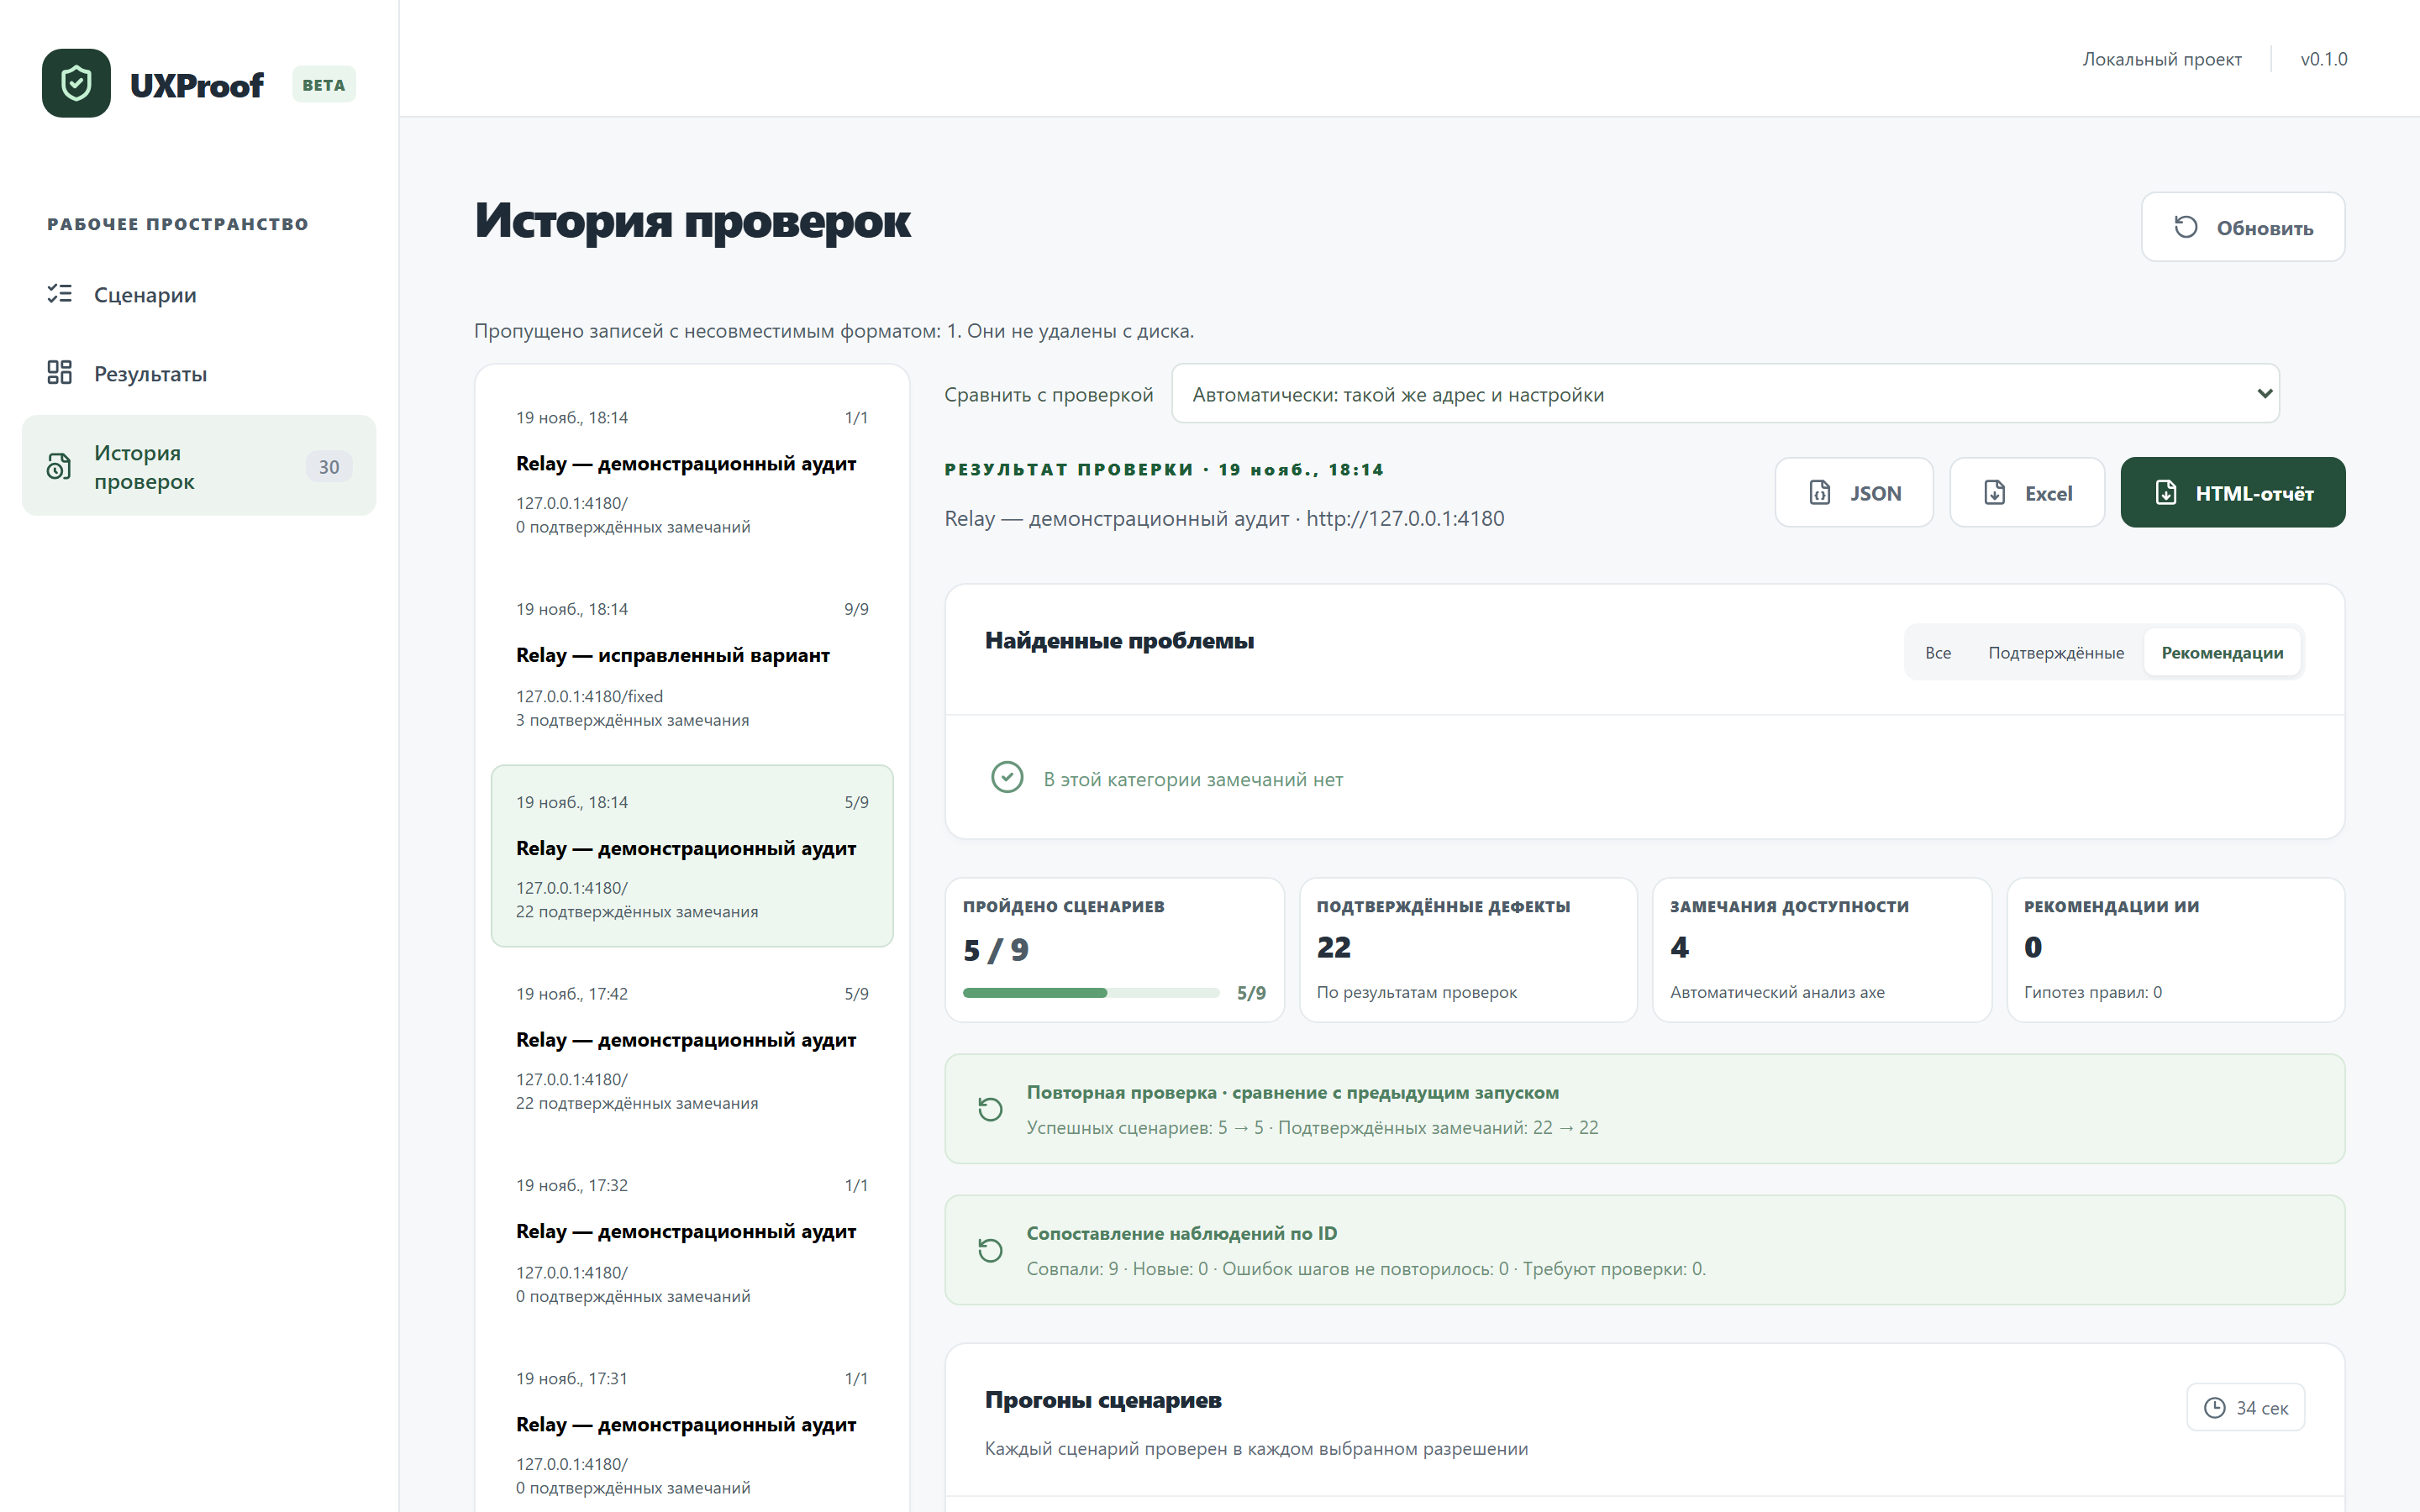 UXProof BETA
Локальный проект
v0.1.0
РАБОЧЕЕ ПРОСТРАНСТВО
Сценарии
Результаты
История
проверок
30
История проверок
Обновить
Пропущено записей с несовместимым форматом: 1. Они не удалены с диска.
19 нояб., 18:14 1/1
Relay — демонстрационный аудит
127.0.0.1:4180/
0 подтверждённых замечаний
19 нояб., 18:14 9/9
Relay — исправленный вариант
127.0.0.1:4180/fixed
3 подтверждённых замечания
19 нояб., 18:14 5/9
Relay — демонстрационный аудит
127.0.0.1:4180/
22 подтверждённых замечания
19 нояб., 17:42 5/9
Relay — демонстрационный аудит
127.0.0.1:4180/
22 подтверждённых замечания
19 нояб., 17:32 1/1
Relay — демонстрационный аудит
127.0.0.1:4180/
0 подтверждённых замечаний
19 нояб., 17:31 1/1
Relay — демонстрационный аудит
127.0.0.1:4180/
0 подтверждённых замечаний
Сравнить с проверкой
Автоматически: такой же адрес и настройки
РЕЗУЛЬТАТ ПРОВЕРКИ · 19 нояб., 18:14
Relay — демонстрационный аудит · http://127.0.0.1:4180
JSON
Excel
HTML-отчёт
Найденные проблемы
Все
Подтверждённые
Рекомендации
В этой категории замечаний нет
ПРОЙДЕНО СЦЕНАРИЕВ
5 / 9
5/9
ПОДТВЕРЖДЁННЫЕ ДЕФЕКТЫ
22
По результатам проверок
ЗАМЕЧАНИЯ ДОСТУПНОСТИ
4
Автоматический анализ axe
РЕКОМЕНДАЦИИ ИИ
0
Гипотез правил: 0
Повторная проверка · сравнение с предыдущим запуском
Успешных сценариев: 5 → 5 · Подтверждённых замечаний: 22 → 22
Сопоставление наблюдений по ID
Совпали: 9 · Новые: 0 · Ошибок шагов не повторилось: 0 · Требуют проверки: 0.
Прогоны сценариев
34 сек
Каждый сценарий проверен в каждом выбранном разрешении